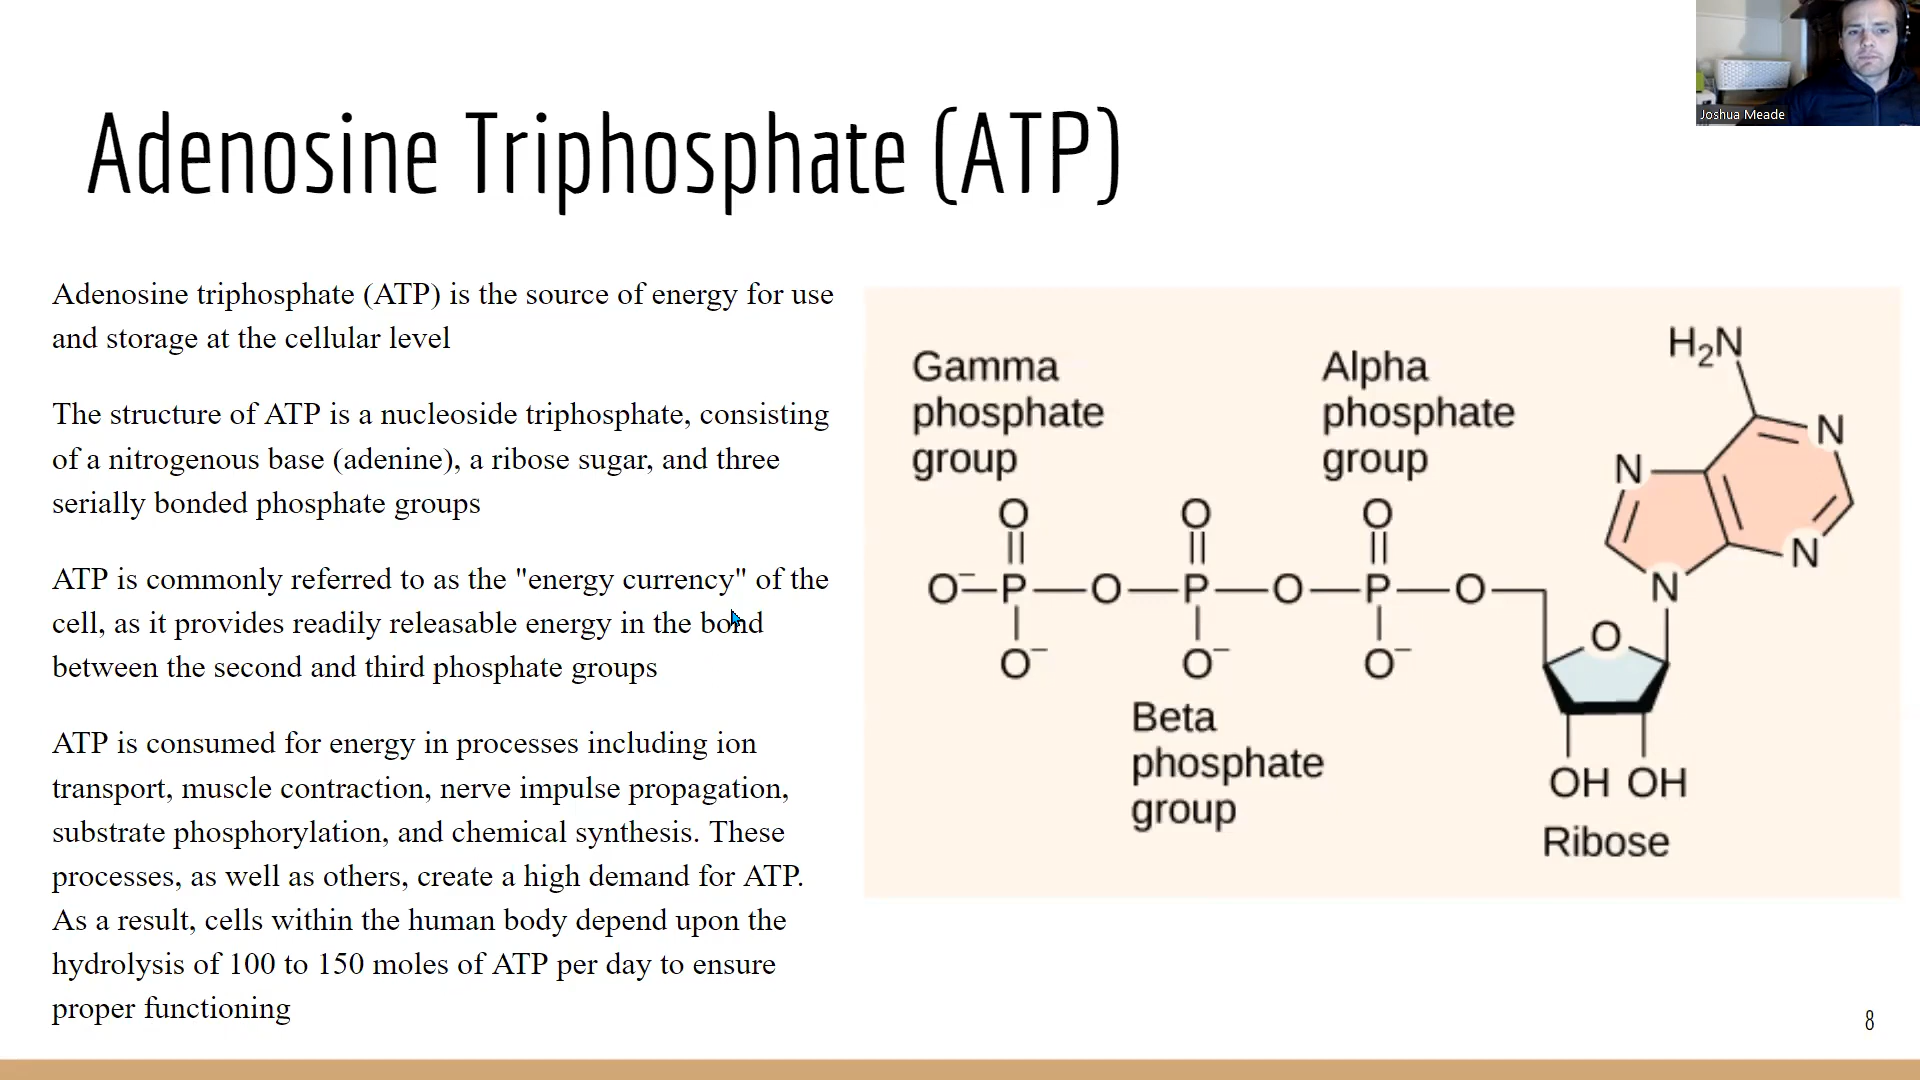 Joshua Meade
Adenosine Triphosphate (ATP)
Adenosine triphosphate (ATP) is the source of energy for use
and storage at the cellular level
The structure of ATP is a nucleoside triphosphate, consisting
of a nitrogenous base (adenine), a ribose sugar, and three
serially bonded phosphate groups
ATP is commonly referred to as the "energy currency" of the
cell, as it provides readily releasable energy in the bond
between the second and third phosphate groups
ATP is consumed for energy in processes including ion
transport, muscle contraction, nerve impulse propagation,
substrate phosphorylation, and chemical synthesis. These
processes, as well as others, create a high demand for ATP.
As a result, cells within the human body depend upon the
hydrolysis of 100 to 150 moles of ATP per day to ensure
proper functioning
Gamma
phosphate
group
Alpha
phosphate
group
H₂N
N
N
N
N
O O O
O⁻ P O P O P O
O⁻ O⁻ O⁻
O
Beta
phosphate
group
OH OH
Ribose
8